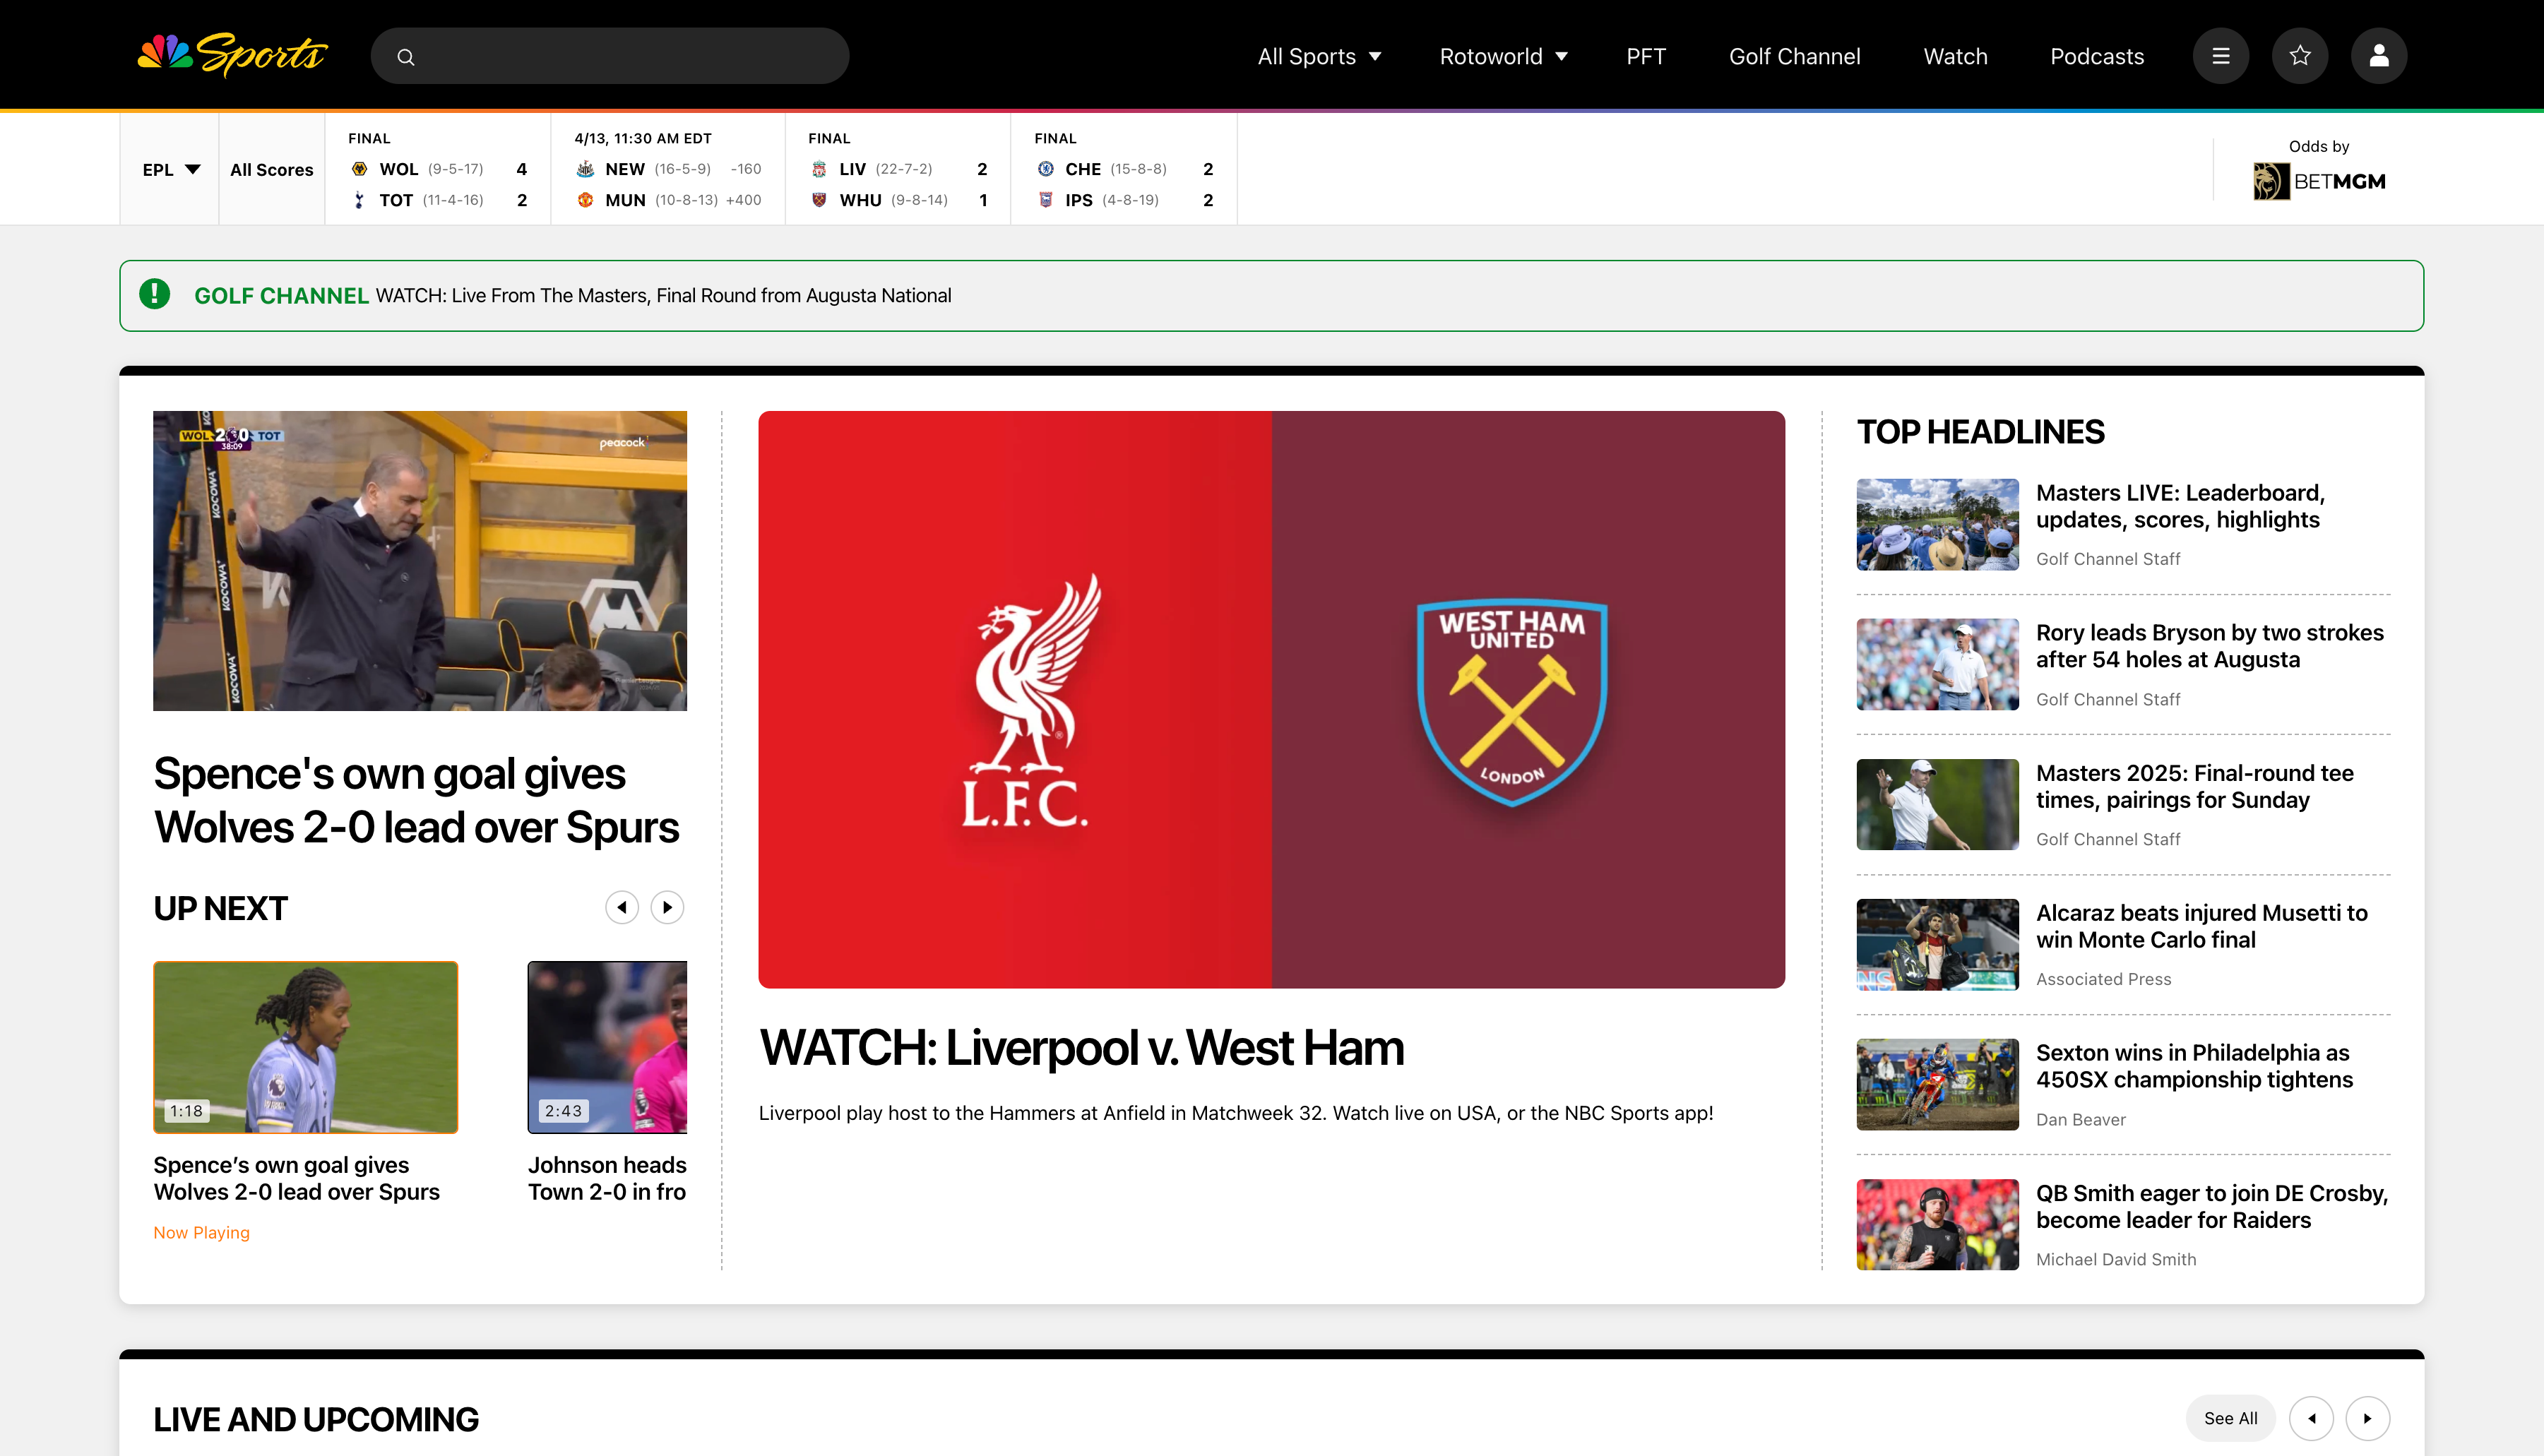 Sports
All Sports
Rotoworld
PFT
Golf Channel
Watch
Podcasts
EPL
All Scores
FINAL
WOL (9-5-17) 4
TOT (11-4-16) 2
4/13, 11:30 AM EDT
NEW (16-5-9) -160
MUN (10-8-13) +400
FINAL
LIV (22-7-2) 2
WHU (9-8-14) 1
FINAL
CHE (15-8-8) 2
IPS (4-8-19) 2
Odds by
BETMGM
GOLF CHANNEL WATCH: Live From The Masters, Final Round from Augusta National
WOL 2 0 TOT
38:09
peacock
KOCOWA+
KOCOWA+
KOCOWA+
Spence's own goal gives
Wolves 2-0 lead over Spurs
UP NEXT
1:18
Spence’s own goal gives
Wolves 2-0 lead over Spurs
Now Playing
2:43
Johnson heads
Town 2-0 in fro
L.F.C.
®
WEST HAM
UNITED
LONDON
WATCH: Liverpool v. West Ham
Liverpool play host to the Hammers at Anfield in Matchweek 32. Watch live on USA, or the NBC Sports app!
TOP HEADLINES
Masters LIVE: Leaderboard,
updates, scores, highlights
Golf Channel Staff
Rory leads Bryson by two strokes
after 54 holes at Augusta
Golf Channel Staff
Masters 2025: Final-round tee
times, pairings for Sunday
Golf Channel Staff
Alcaraz beats injured Musetti to
win Monte Carlo final
Associated Press
Sexton wins in Philadelphia as
450SX championship tightens
Dan Beaver
QB Smith eager to join DE Crosby,
become leader for Raiders
Michael David Smith
LIVE AND UPCOMING
See All